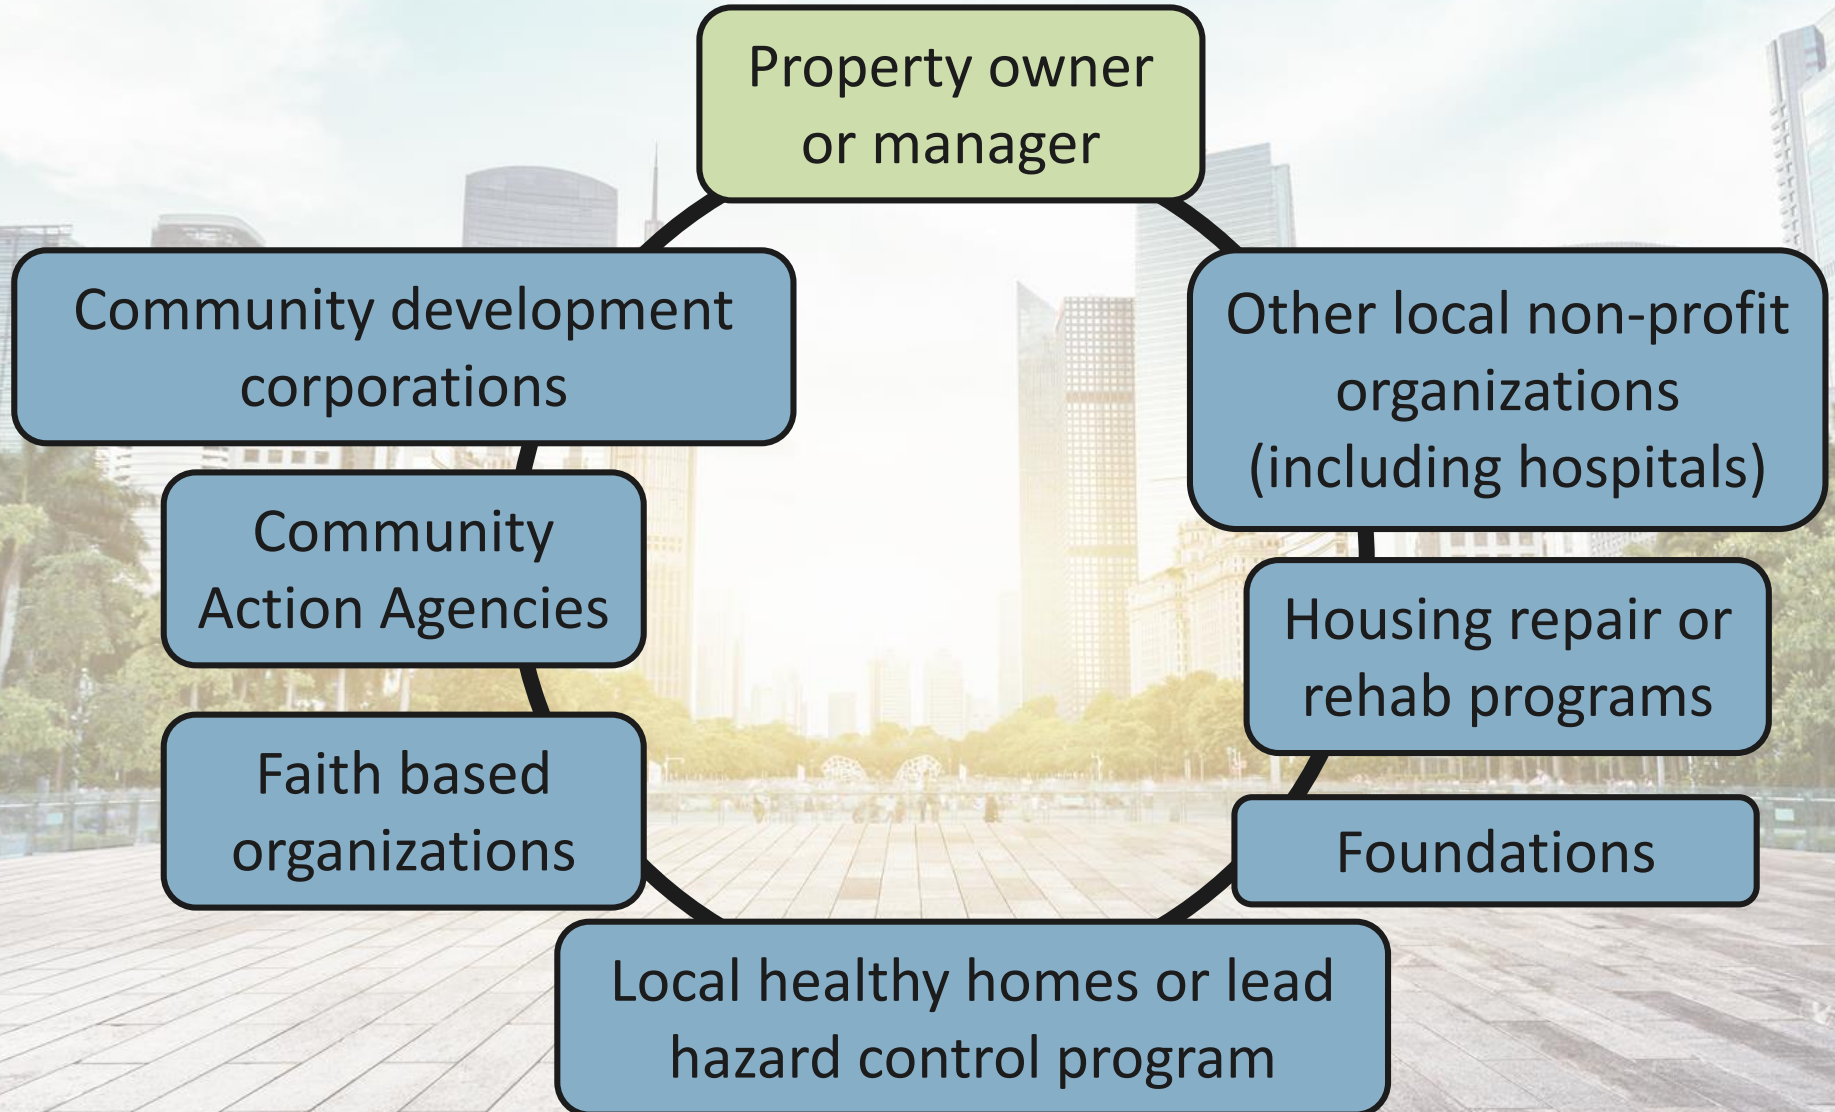 Property owner
or manager
Community development
corporations
Other local non-profit
organizations
(including hospitals)
Community
Action Agencies
Housing repair or
rehab programs
Faith based
organizations
Foundations
Local healthy homes or lead
hazard control program